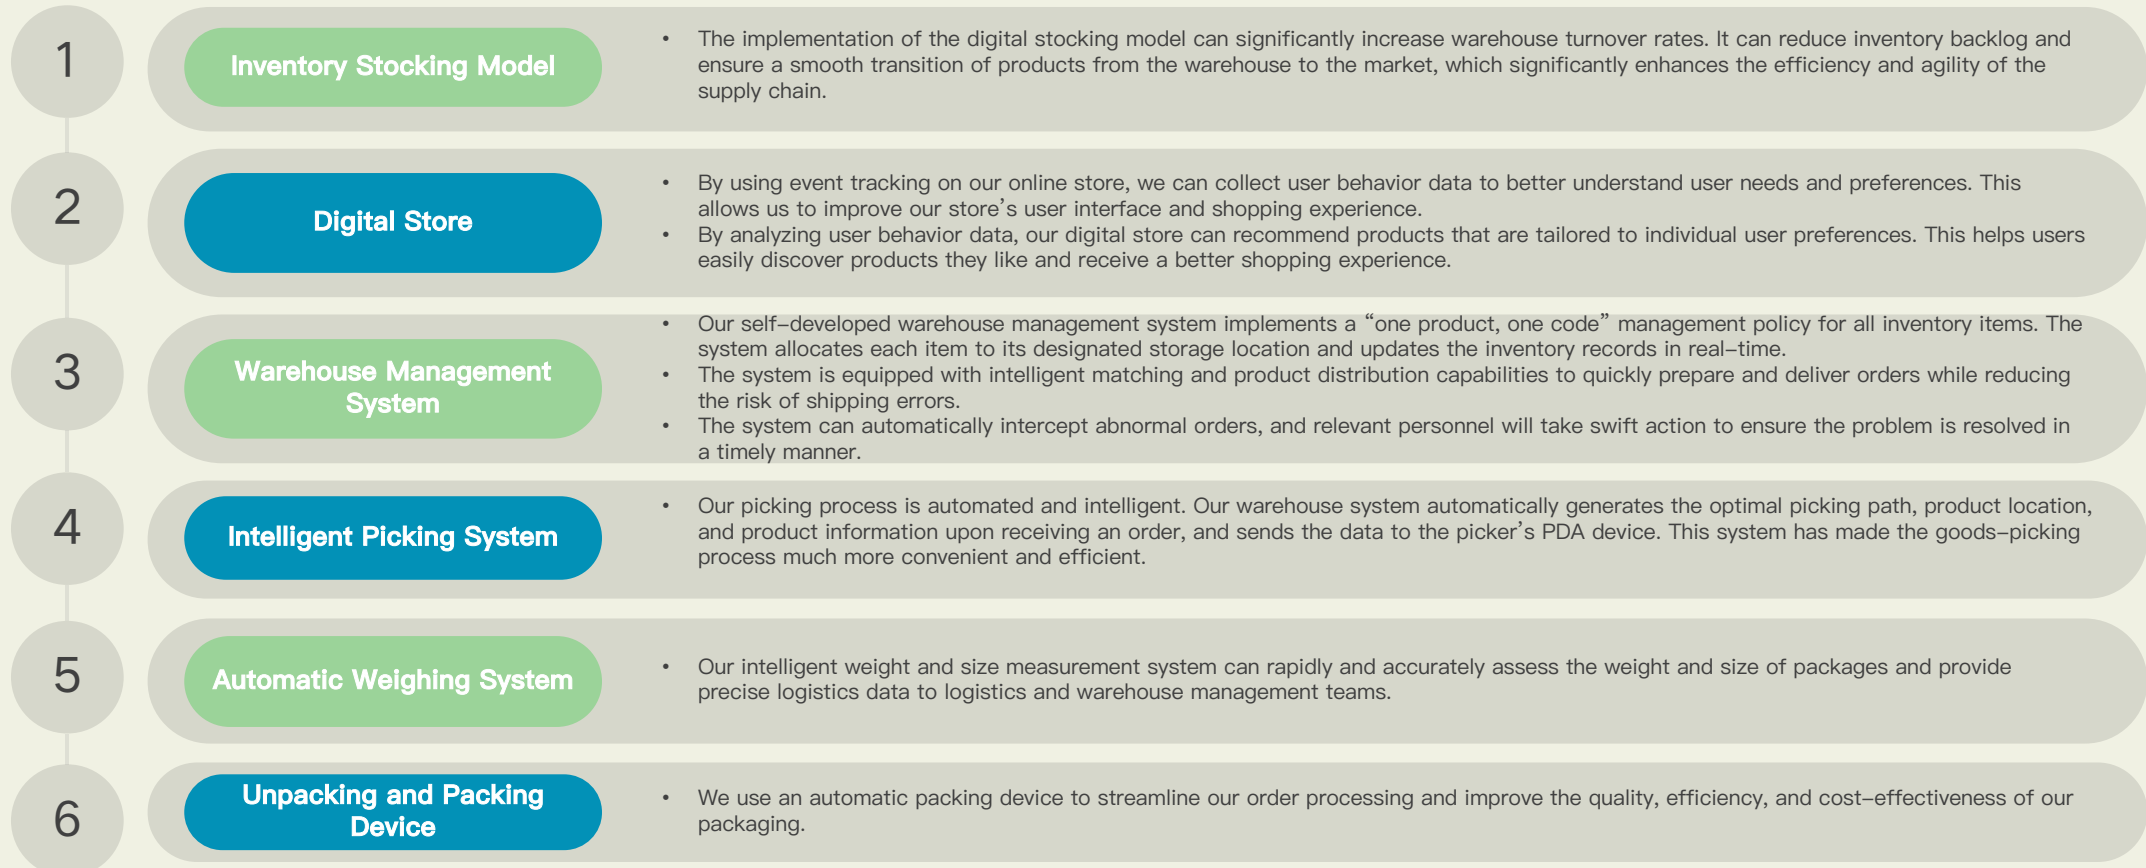 1
Inventory Stocking Model
• The implementation of the digital stocking model can significantly increase warehouse turnover rates. It can reduce inventory backlog and
ensure a smooth transition of products from the warehouse to the market, which significantly enhances the efficiency and agility of the
supply chain.
2
Digital Store
• By using event tracking on our online store, we can collect user behavior data to better understand user needs and preferences. This
allows us to improve our store’s user interface and shopping experience.
• By analyzing user behavior data, our digital store can recommend products that are tailored to individual user preferences. This helps users
easily discover products they like and receive a better shopping experience.
3
Warehouse Management
System
• Our self–developed warehouse management system implements a “one product, one code” management policy for all inventory items. The
system allocates each item to its designated storage location and updates the inventory records in real–time.
• The system is equipped with intelligent matching and product distribution capabilities to quickly prepare and deliver orders while reducing
the risk of shipping errors.
• The system can automatically intercept abnormal orders, and relevant personnel will take swift action to ensure the problem is resolved in
a timely manner.
4
Intelligent Picking System
• Our picking process is automated and intelligent. Our warehouse system automatically generates the optimal picking path, product location,
and product information upon receiving an order, and sends the data to the picker’s PDA device. This system has made the goods–picking
process much more convenient and efficient.
5
Automatic Weighing System
• Our intelligent weight and size measurement system can rapidly and accurately assess the weight and size of packages and provide
precise logistics data to logistics and warehouse management teams.
6
Unpacking and Packing
Device
• We use an automatic packing device to streamline our order processing and improve the quality, efficiency, and cost–effectiveness of our
packaging.